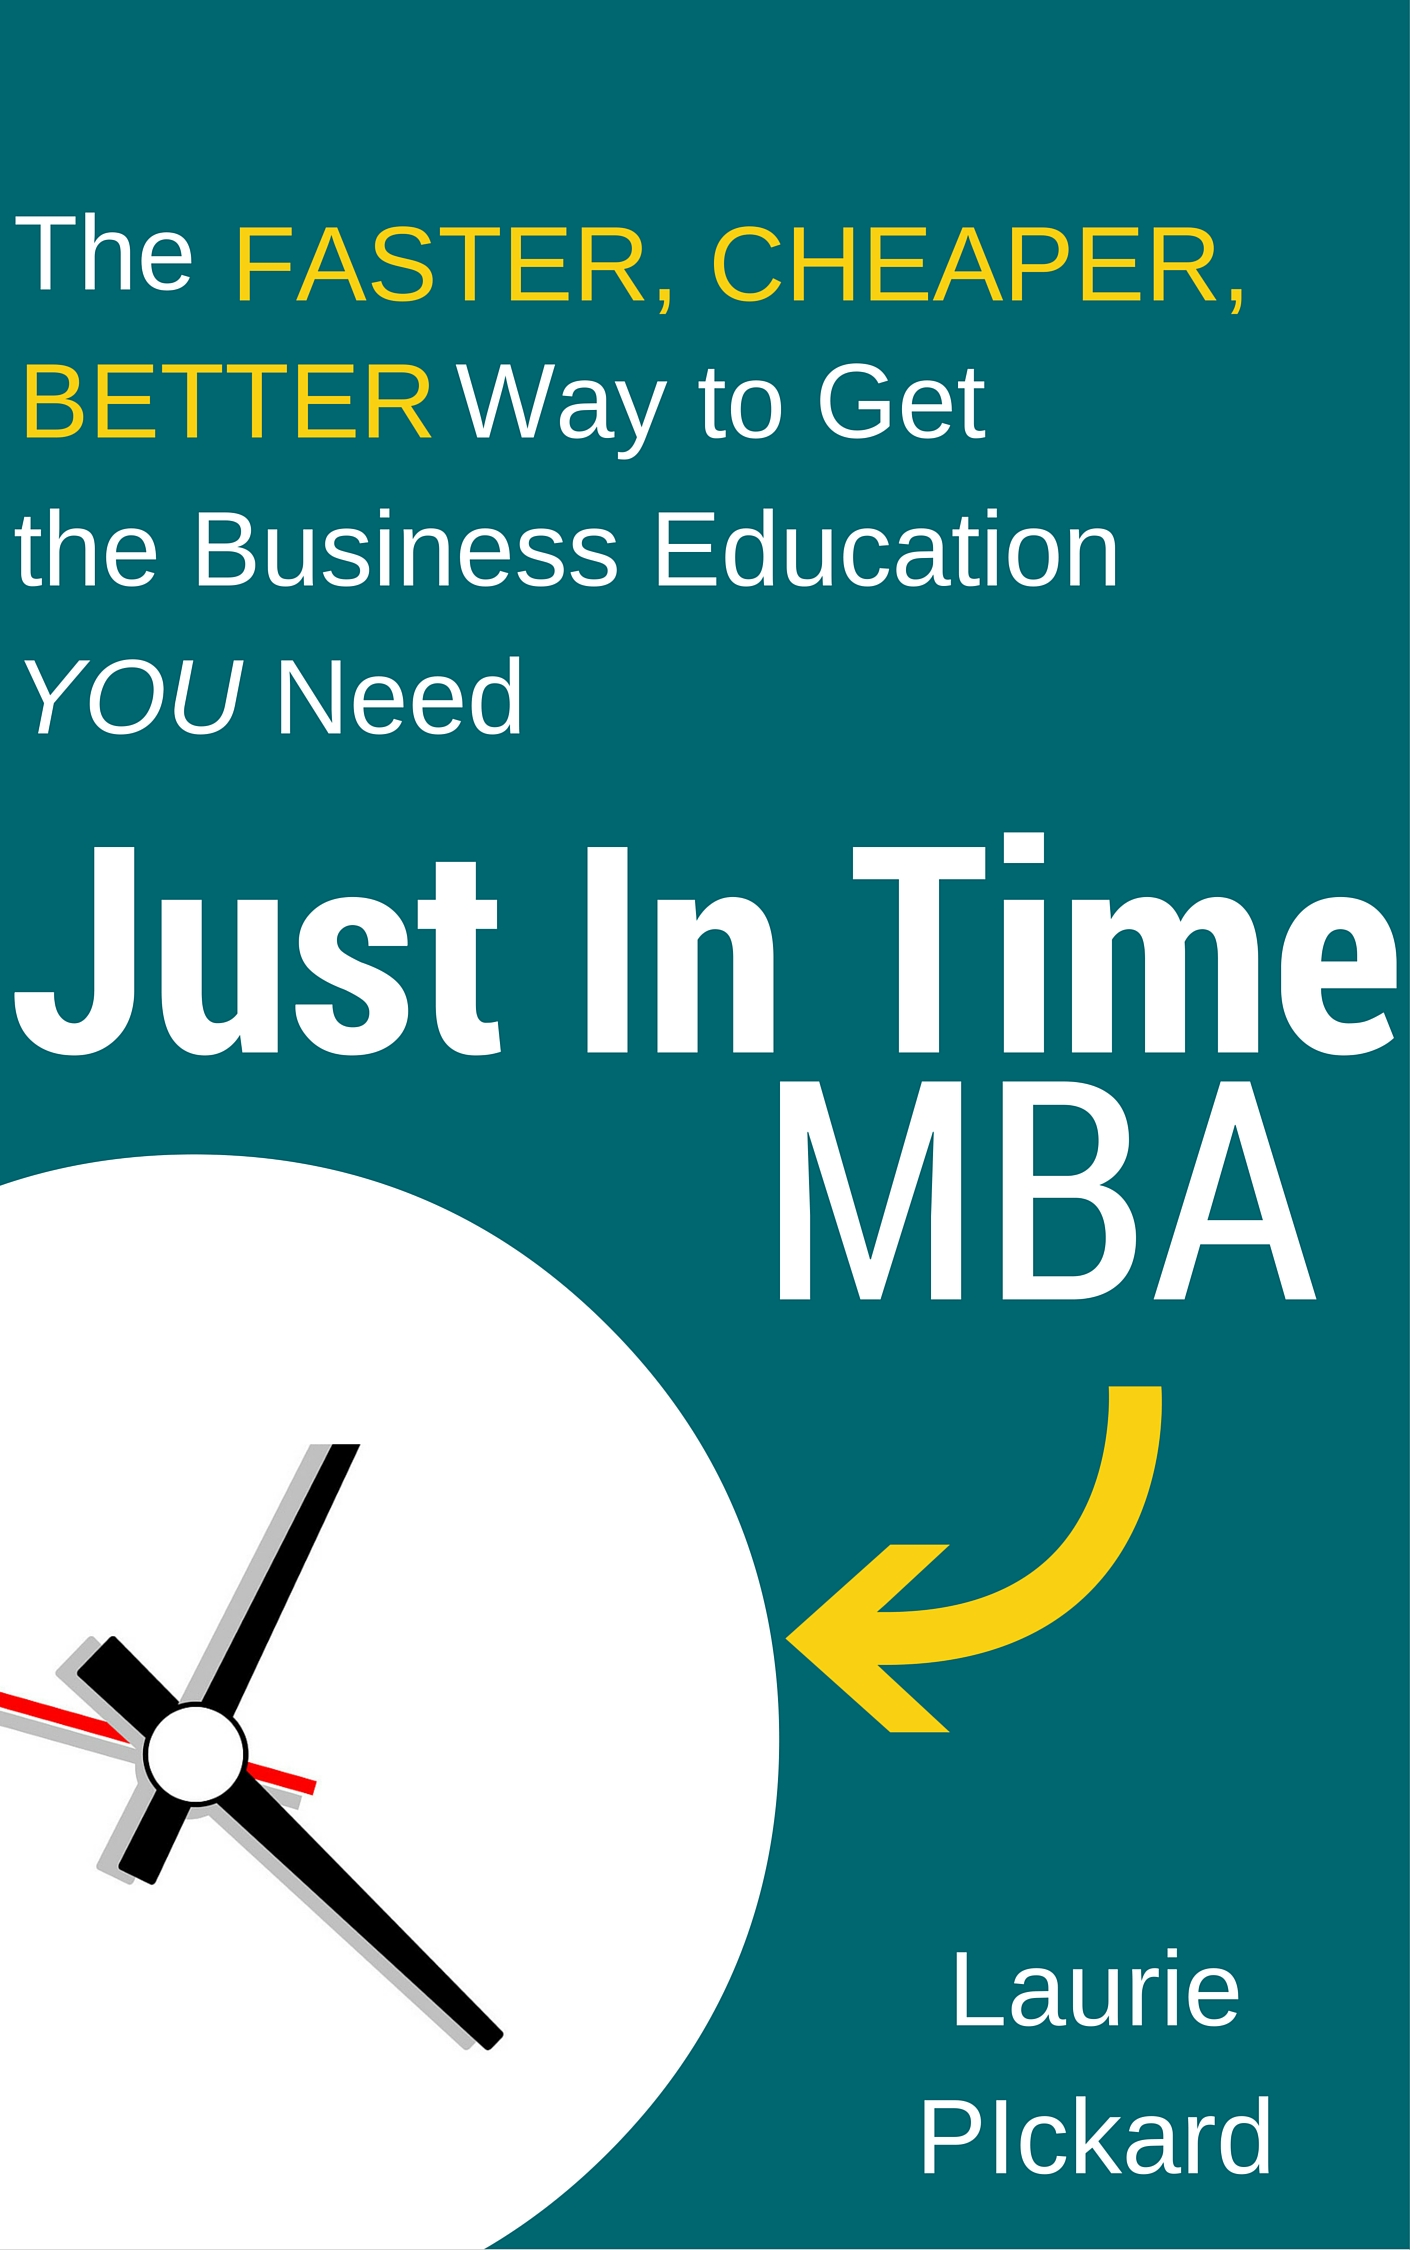 The FASTER, CHEAPER,
BETTER Way to Get
the Business Education
YOU Need
Just In Time
MBA
Laurie
PIckard